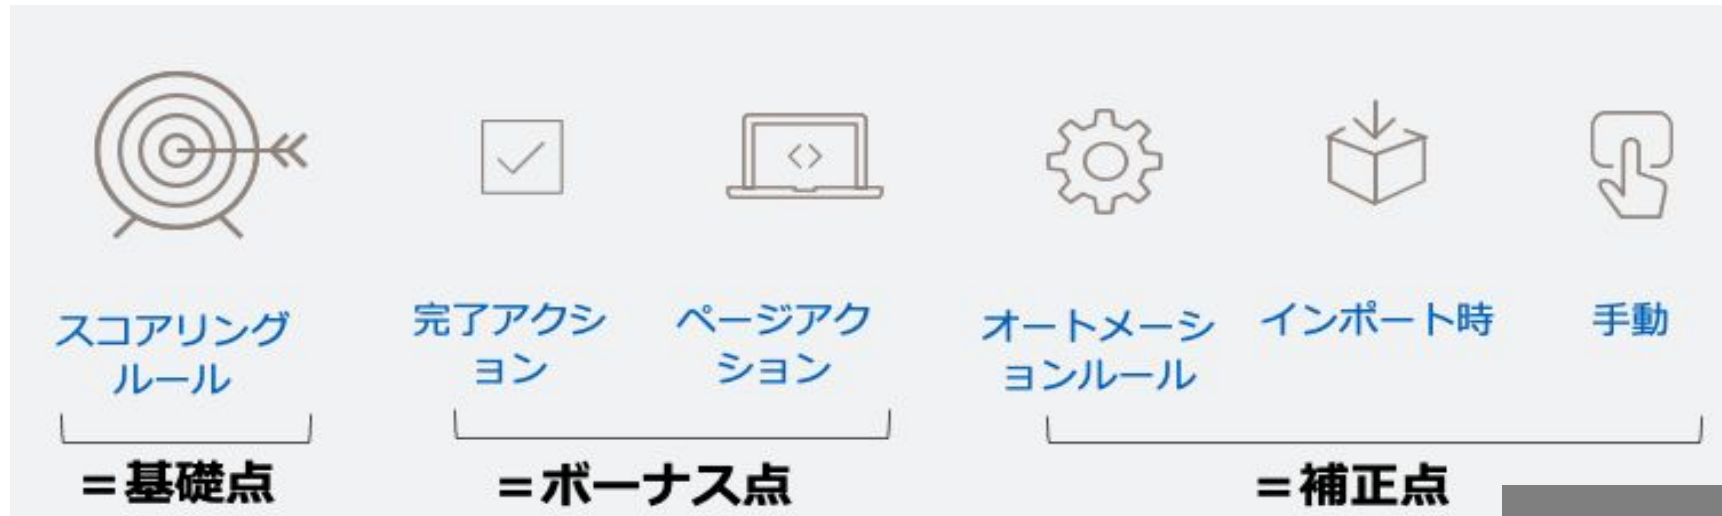 スコアリング
ルール
完了アクシ
ョン
ページアク
ション
オートメーシ
ョンルール
インポート時
手動
＝基礎点
＝ボーナス点
＝補正点